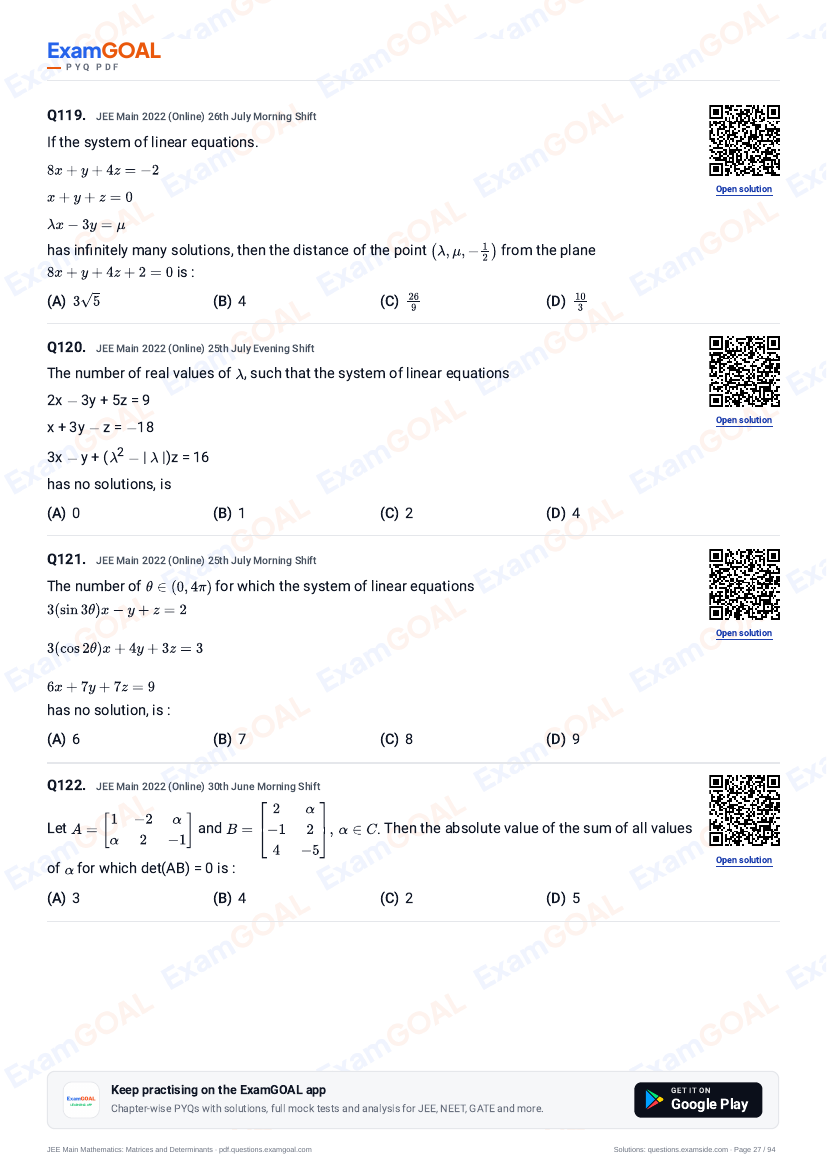 ExamGOAL
PYQ PDF
Q119. JEE Main 2022 (Online) 26th July Morning Shift
If the system of linear equations.
8x + y + 4z = −2
x + y + z = 0
λx − 3y = μ
has infinitely many solutions, then the distance of the point (λ, μ, −1/2) from the plane
8x + y + 4z + 2 = 0 is :
(A) 3√5 (B) 4 (C) 26/9 (D) 10/3
Open solution
Q120. JEE Main 2022 (Online) 25th July Evening Shift
The number of real values of λ, such that the system of linear equations
2x − 3y + 5z = 9
x + 3y − z = −18
3x − y + (λ² − | λ |)z = 16
has no solutions, is
(A) 0 (B) 1 (C) 2 (D) 4
Open solution
Q121. JEE Main 2022 (Online) 25th July Morning Shift
The number of θ ∈ (0, 4π) for which the system of linear equations
3(sin 3θ)x − y + z = 2
3(cos 2θ)x + 4y + 3z = 3
6x + 7y + 7z = 9
has no solution, is :
(A) 6 (B) 7 (C) 8 (D) 9
Open solution
Q122. JEE Main 2022 (Online) 30th June Morning Shift
Let A = [1 −2 α; α 2 −1] and B = [2 α; −1 2; 4 −5], α ∈ C. Then the absolute value of the sum of all values
of α for which det(AB) = 0 is :
(A) 3 (B) 4 (C) 2 (D) 5
Open solution
Keep practising on the ExamGOAL app
Chapter-wise PYQs with solutions, full mock tests and analysis for JEE, NEET, GATE and more.
GET IT ON
Google Play
JEE Main Mathematics: Matrices and Determinants · pdf.questions.examgoal.com
Solutions: questions.examside.com · Page 27 / 94